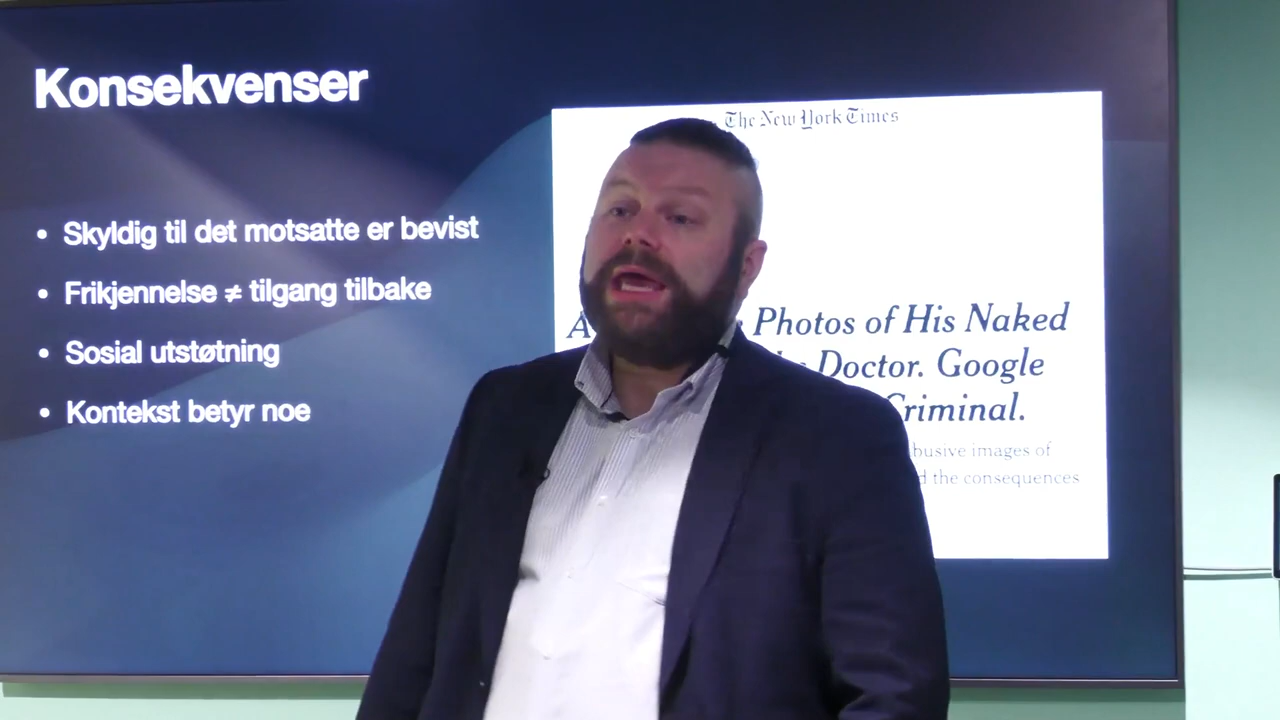 Konsekvenser
• Skyldig til det motsatte er bevist
• Frikjennelse ≠ tilgang tilbake
• Sosial utstøtning
• Kontekst betyr noe
The New York Times
A Photos of His Naked
Doctor. Google
Criminal.
busive images of
d the consequences